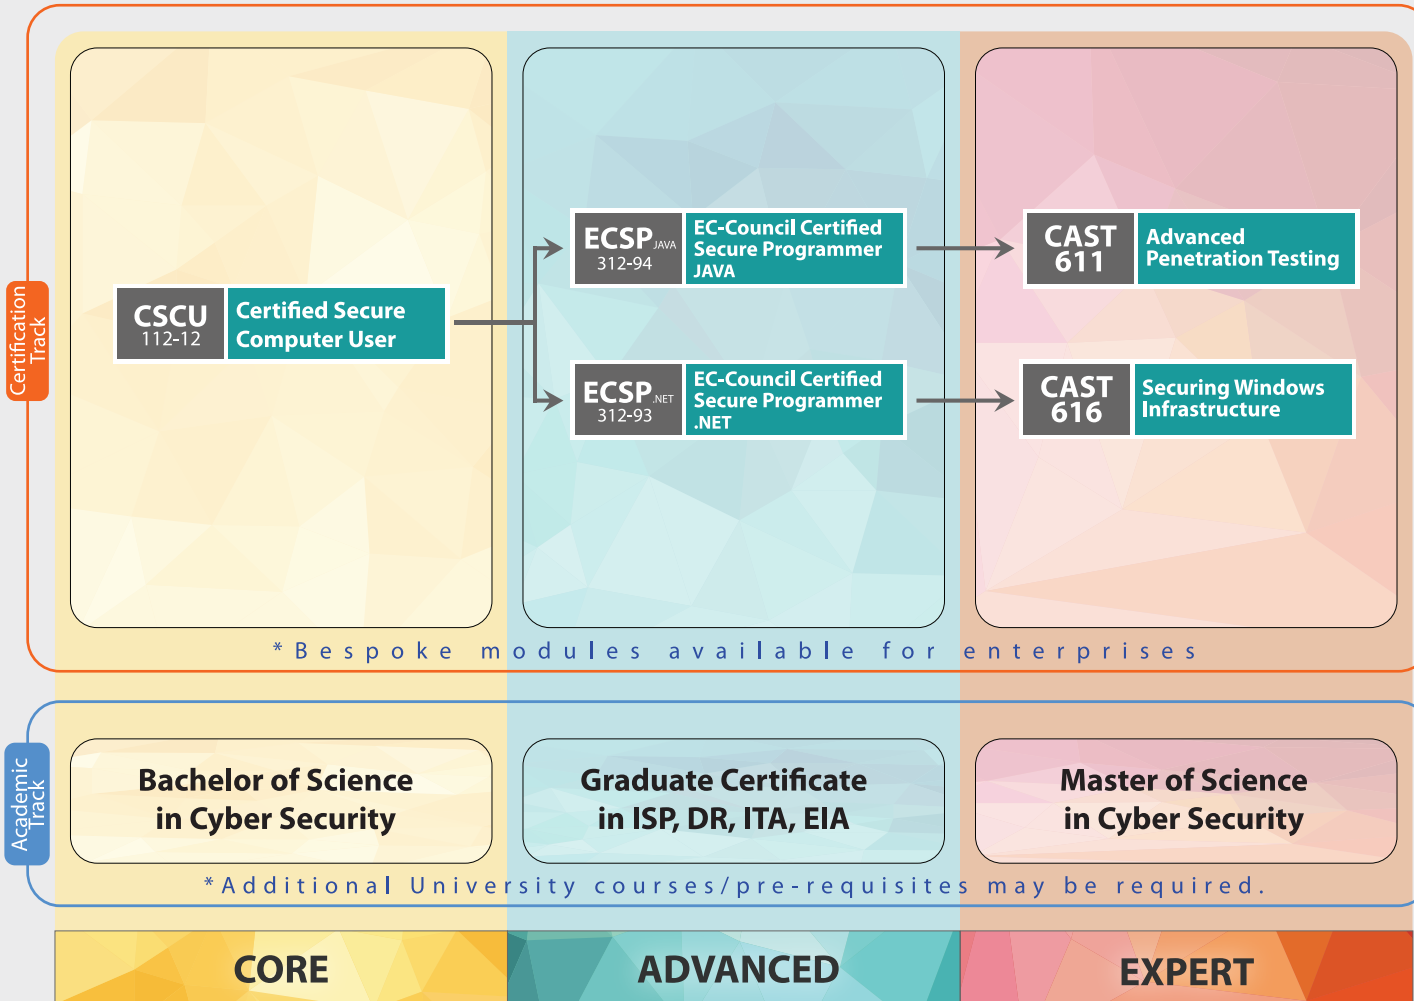 Certification
Track
CSCU
112-12
Certified Secure
Computer User
ECSP JAVA
312-94
EC-Council Certified
Secure Programmer
JAVA
CAST
611
Advanced
Penetration Testing
ECSP .NET
312-93
EC-Council Certified
Secure Programmer
.NET
CAST
616
Securing Windows
Infrastructure
* Bespoke modules available for enterprises
Academic
Track
Bachelor of Science
in Cyber Security
Graduate Certificate
in ISP, DR, ITA, EIA
Master of Science
in Cyber Security
*Additional University courses/pre-requisites may be required.
CORE
ADVANCED
EXPERT